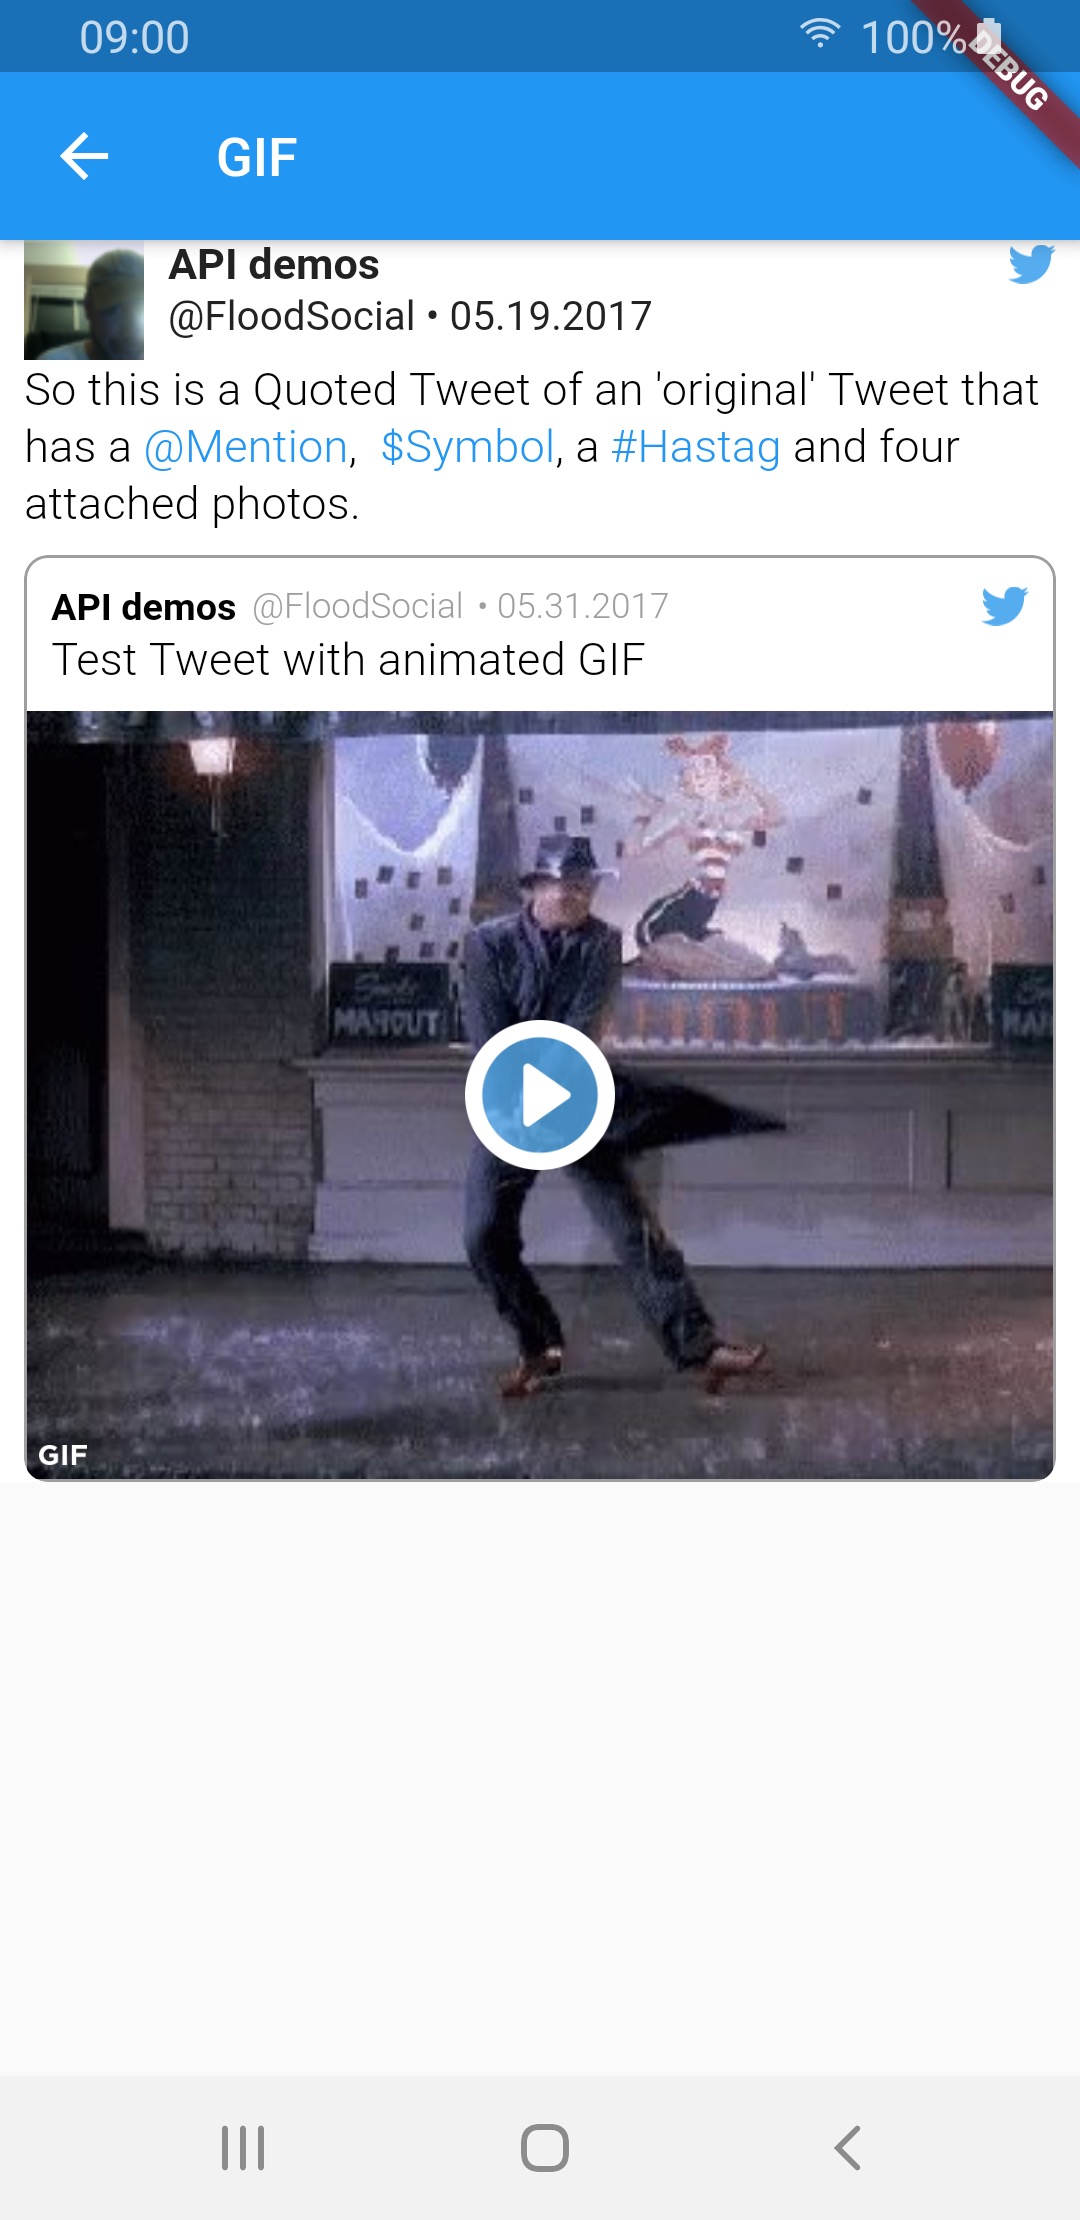 09:00
100%
DEBUG
GIF
API demos
@FloodSocial • 05.19.2017
So this is a Quoted Tweet of an 'original' Tweet that
has a @Mention,  $Symbol, a #Hastag and four
attached photos.
API demos @FloodSocial • 05.31.2017
Test Tweet with animated GIF
MAHOUT
GIF